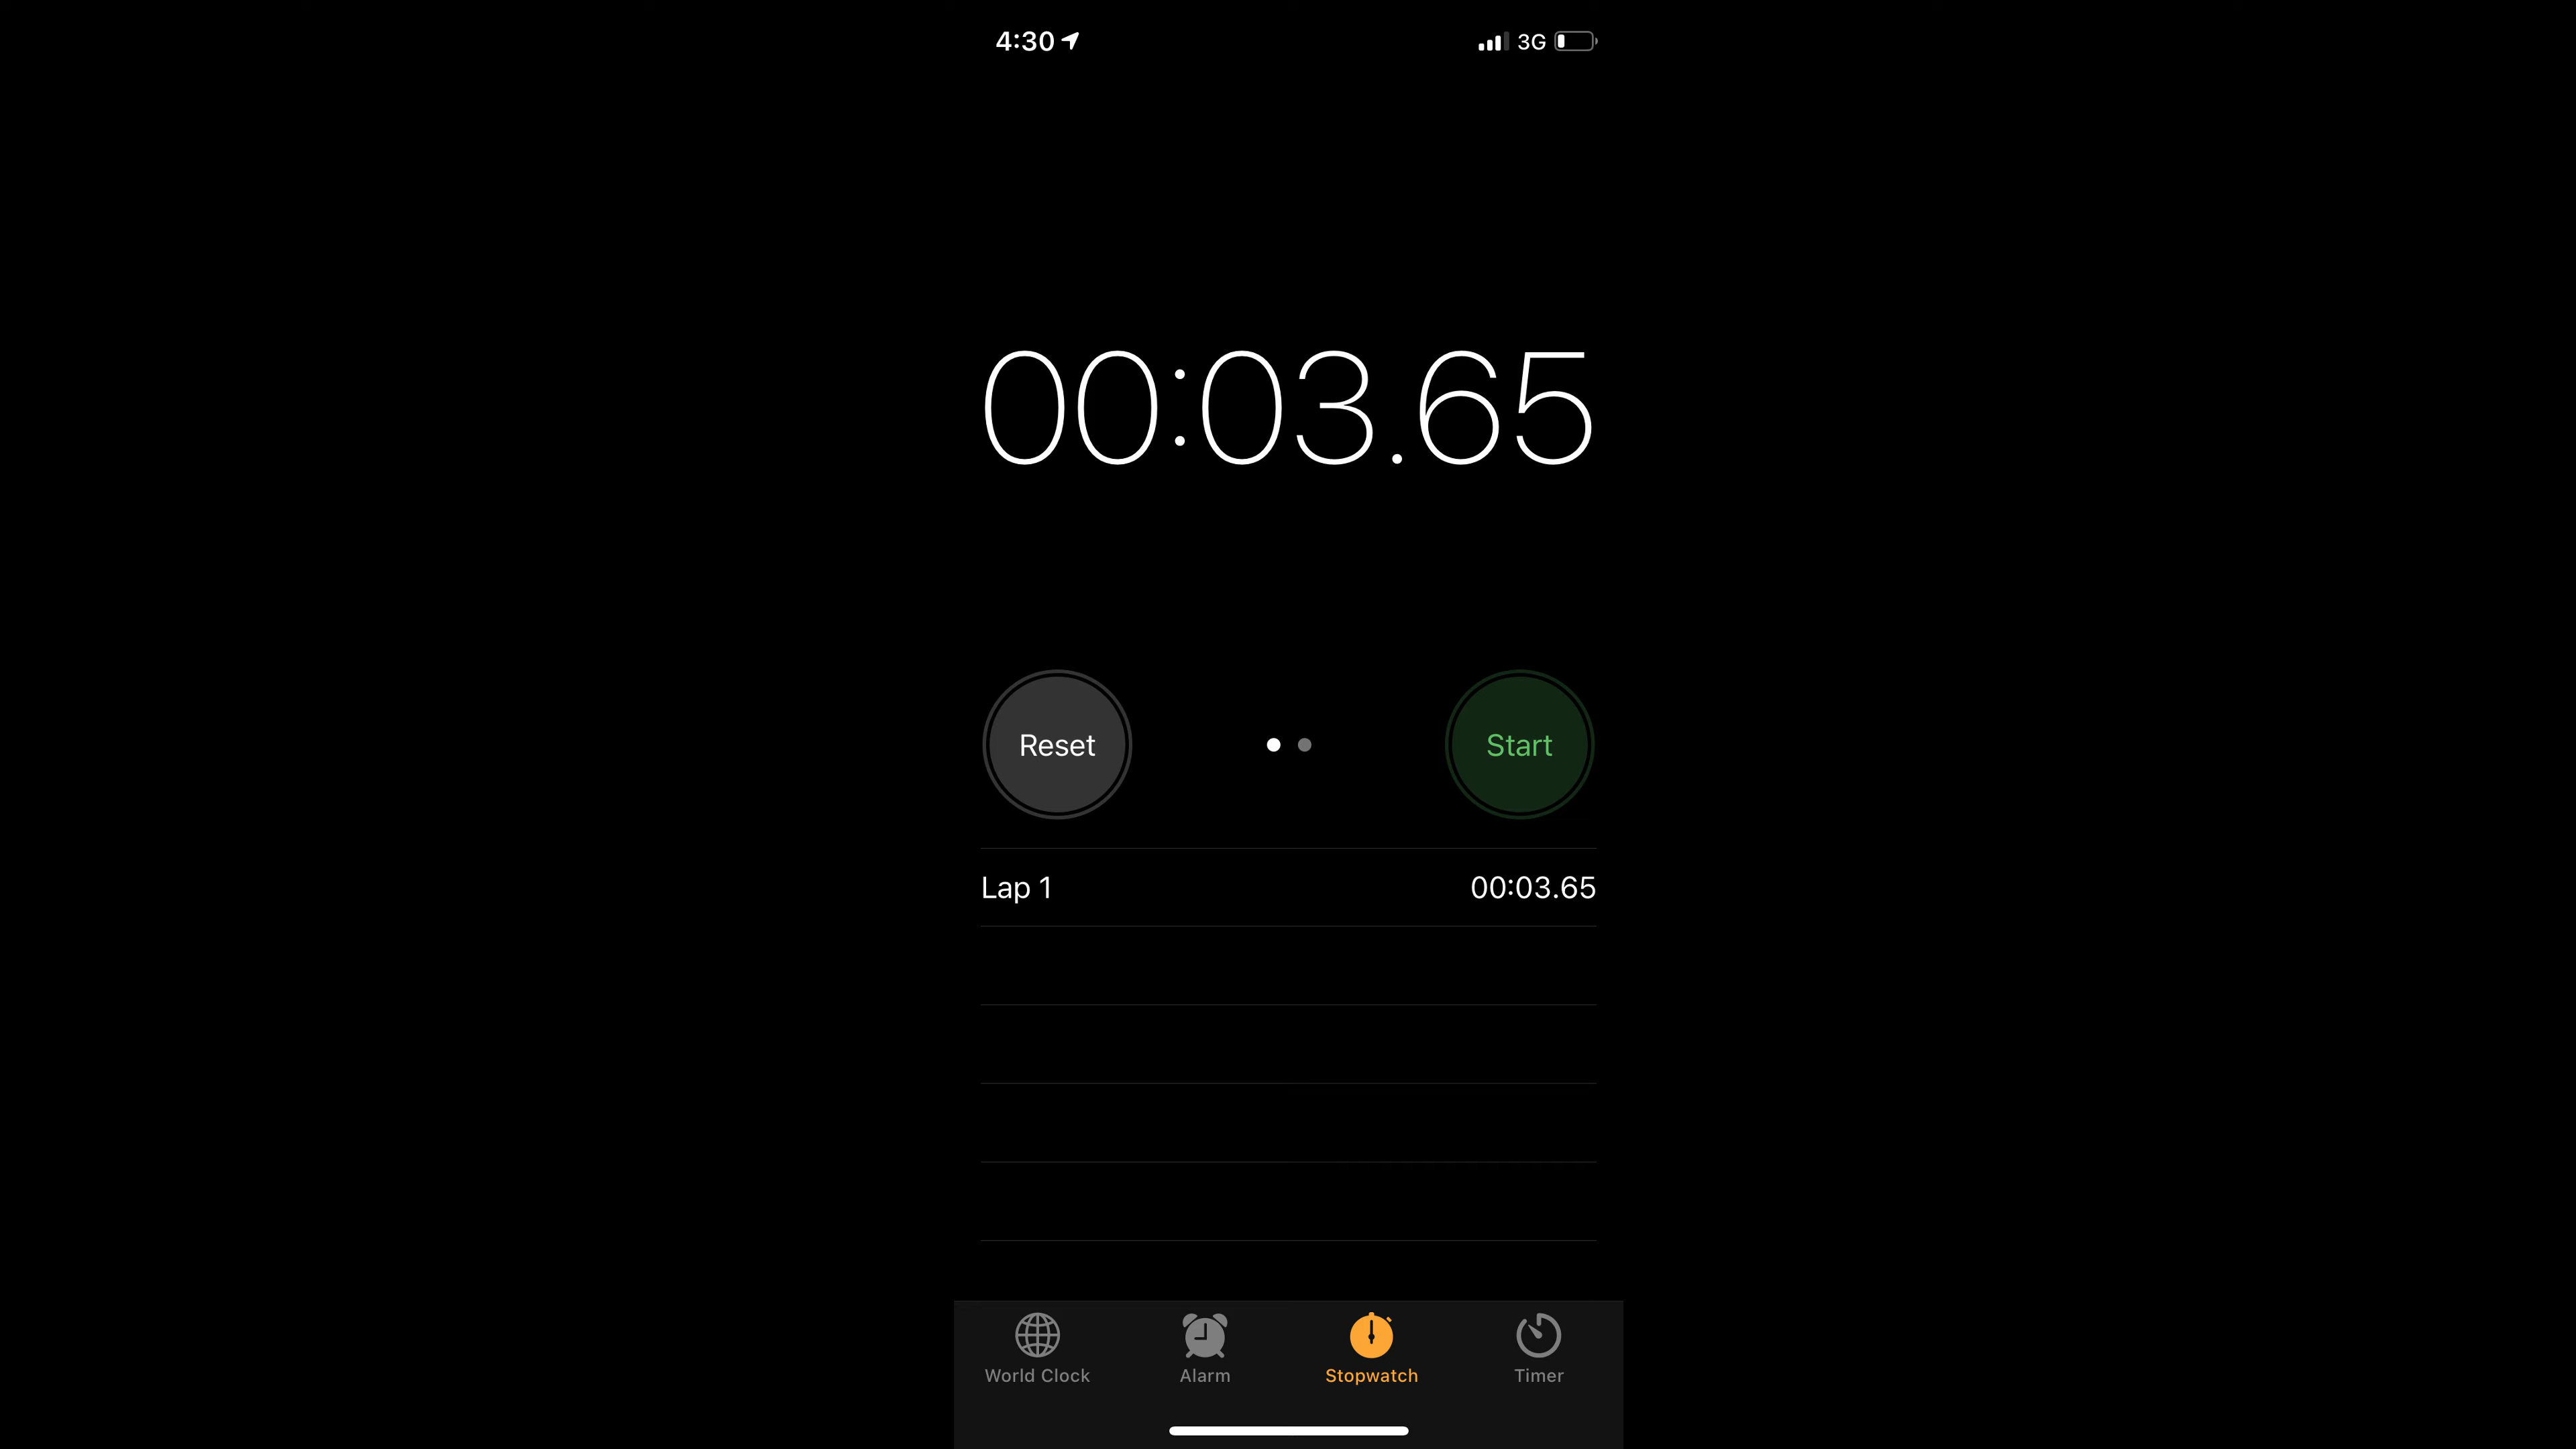 4:30 3G
00:03.65
Reset Start
Lap 1 00:03.65
World Clock Alarm Stopwatch Timer